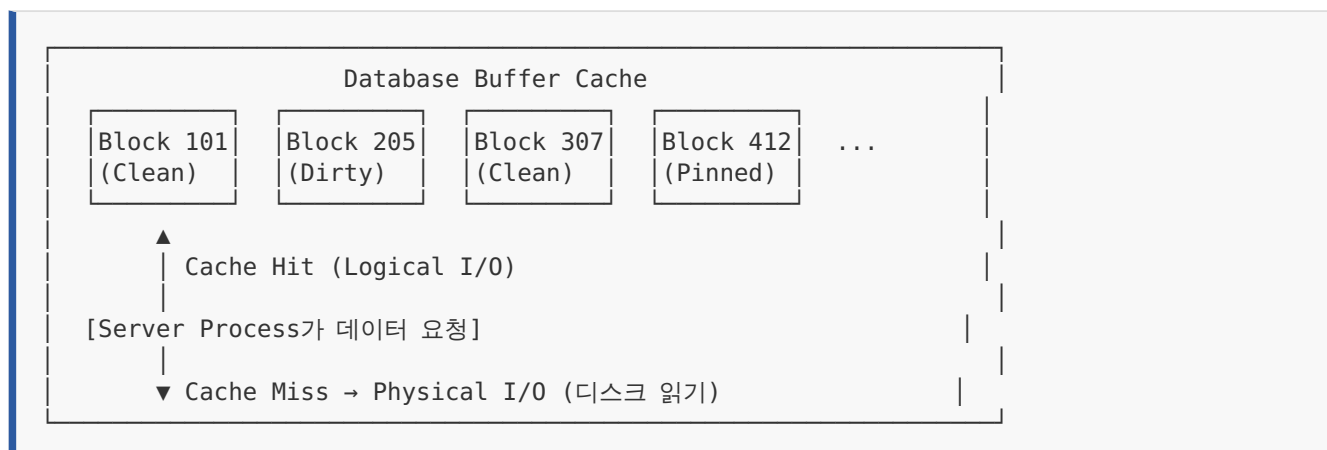 Database Buffer Cache
Block 101 Block 205 Block 307 Block 412 ...
(Clean) (Dirty) (Clean) (Pinned)
▲
Cache Hit (Logical I/O)
[Server Process가 데이터 요청]
▼ Cache Miss → Physical I/O (디스크 읽기)